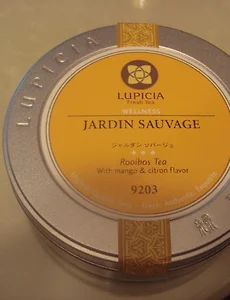 LUPICIA
Fresh Tea
WELLNESS
JARDIN SAUVAGE
ジャルダン ソバージュ
Rooibos Tea
With mango & citron flavor
9203
LUPICIA